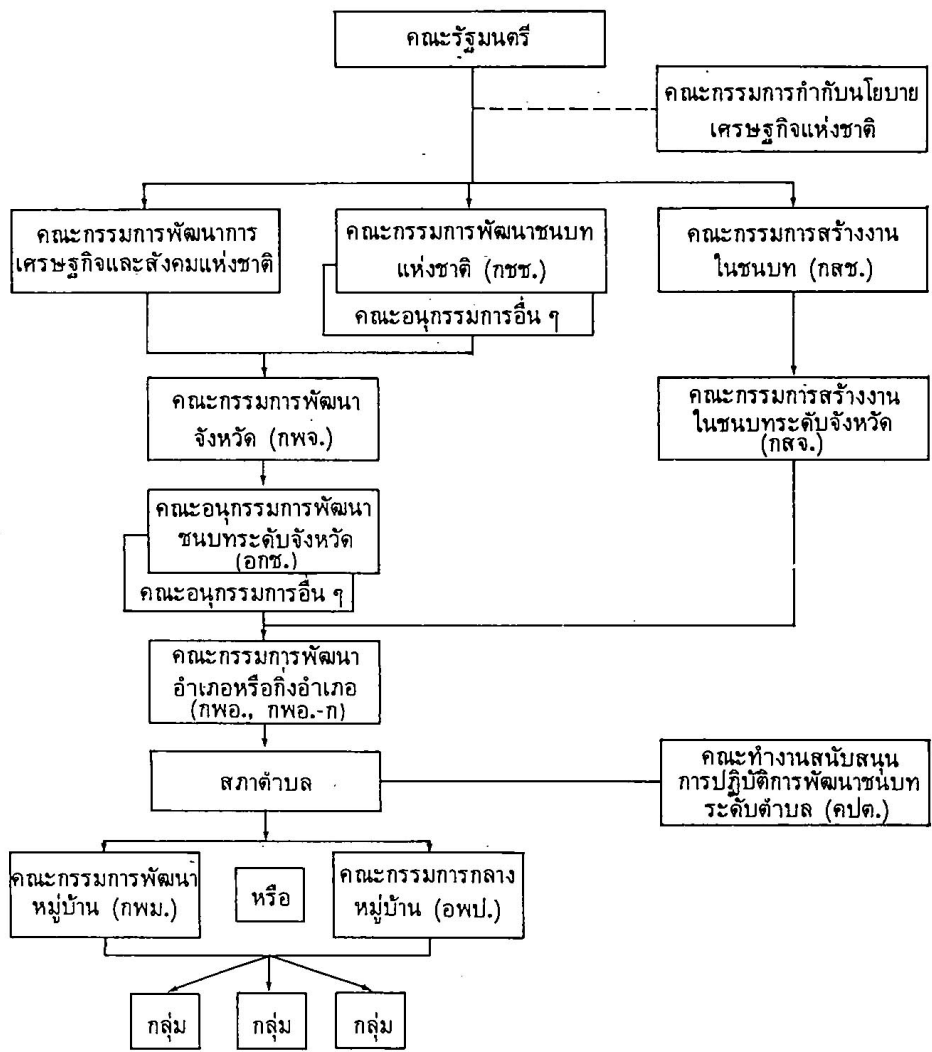 คณะรัฐมนตรี
คณะกรรมการกำกับนโยบาย
เศรษฐกิจแห่งชาติ
คณะกรรมการพัฒนาการ
เศรษฐกิจและสังคมแห่งชาติ
คณะกรรมการพัฒนาชนบท
แห่งชาติ (กชช.)
คณะอนุกรรมการอื่น ๆ
คณะกรรมการสร้างงาน
ในชนบท (กสช.)
คณะกรรมการพัฒนา
จังหวัด (กพจ.)
คณะกรรมการสร้างงาน
ในชนบทระดับจังหวัด
(กสจ.)
คณะอนุกรรมการพัฒนา
ชนบทระดับจังหวัด
(อกช.)
คณะอนุกรรมการอื่น ๆ
คณะกรรมการพัฒนา
อำเภอหรือกิ่งอำเภอ
(กพอ., กพอ.-ก)
สภาตำบล
คณะทำงานสนับสนุน
การปฏิบัติการพัฒนาชนบท
ระดับตำบล (คปต.)
คณะกรรมการพัฒนา
หมู่บ้าน (กพม.)
หรือ
คณะกรรมการกลาง
หมู่บ้าน (อพป.)
กลุ่ม
กลุ่ม
กลุ่ม